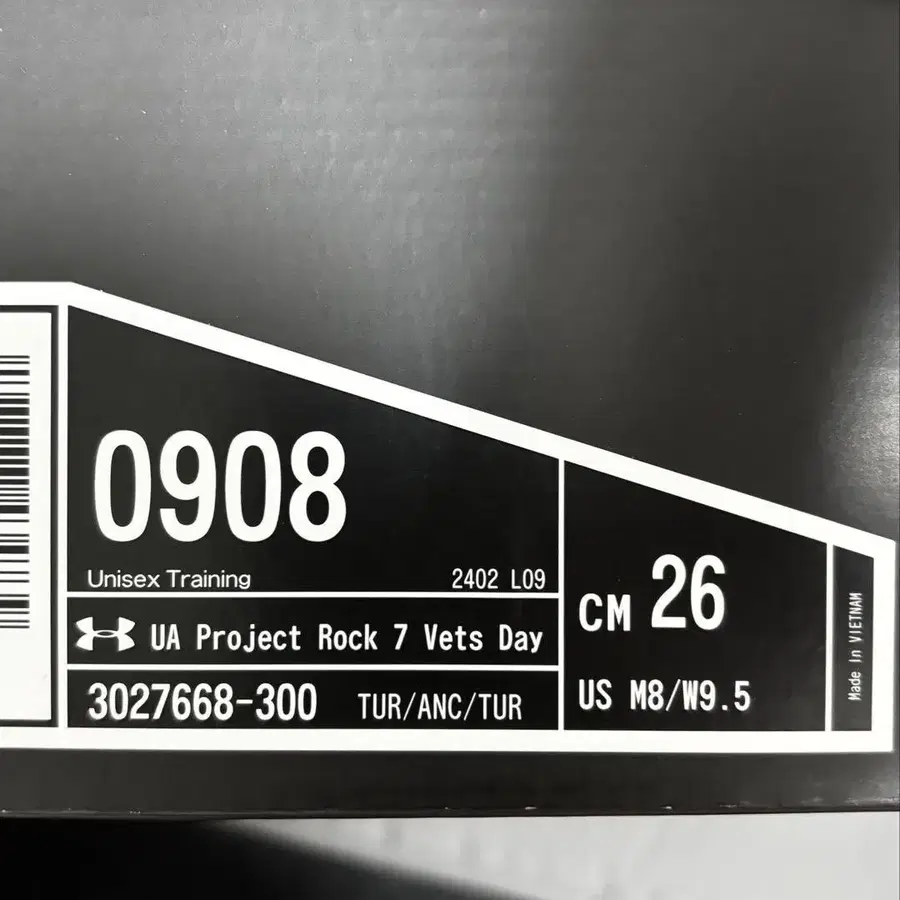 0908
Unisex Training 2402 L09
UA Project Rock 7 Vets Day
3027668-300 TUR/ANC/TUR
CM 26
US M8/W9.5
Made In VIETNAM